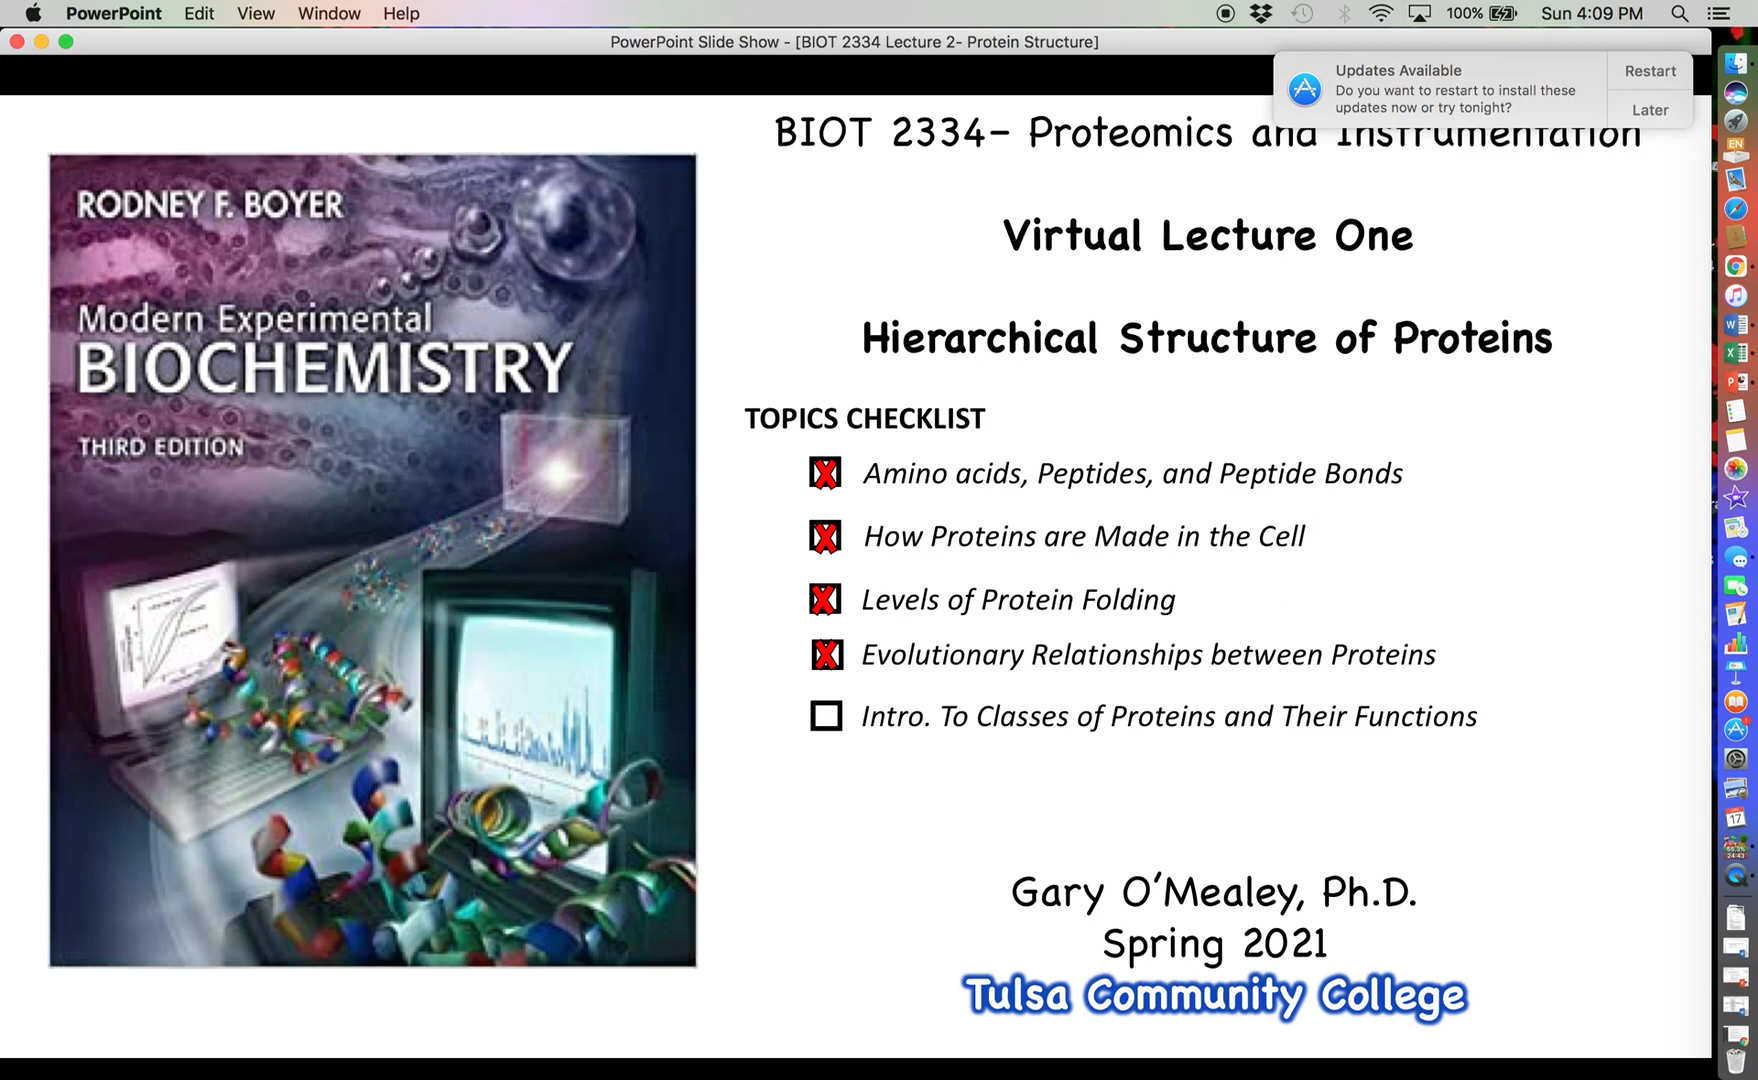 PowerPoint Edit View Window Help 100% Sun 4:09 PM
PowerPoint Slide Show - [BIOT 2334 Lecture 2- Protein Structure]
Updates Available
Do you want to restart to install these
updates now or try tonight?
Restart
Later
BIOT 2334- Proteomics and Instrumentation
Virtual Lecture One
Hierarchical Structure of Proteins
TOPICS CHECKLIST
X Amino acids, Peptides, and Peptide Bonds
X How Proteins are Made in the Cell
X Levels of Protein Folding
X Evolutionary Relationships between Proteins
Intro. To Classes of Proteins and Their Functions
Gary O'Mealey, Ph.D.
Spring 2021
Tulsa Community College
RODNEY F. BOYER
Modern Experimental
BIOCHEMISTRY
THIRD EDITION
EN
17